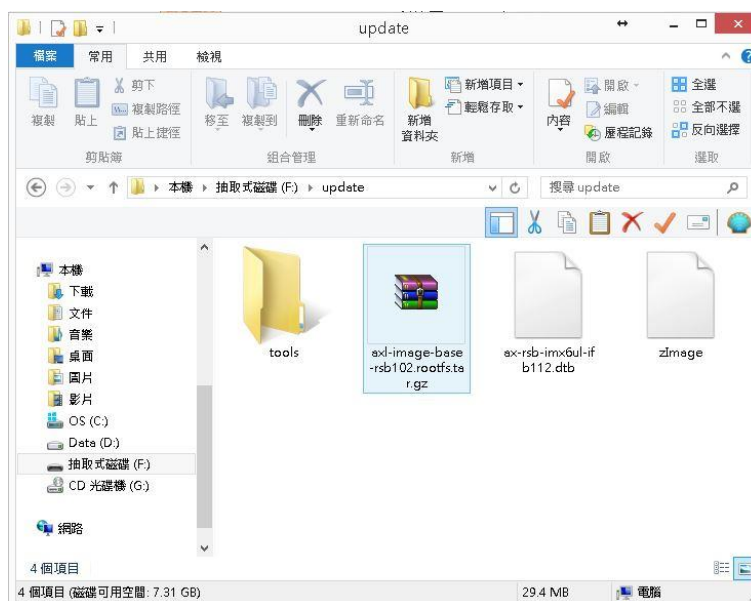 update
檔案 常用 共用 檢視
複製
貼上
剪下
複製路徑
貼上捷徑
剪貼簿
移至
複製到
刪除
重新命名
組合管理
新增
資料夾
新增項目
輕鬆存取
新增
內容
開啟
編輯
歷程記錄
開啟
全選
全部不選
反向選擇
選取
本機 抽取式磁碟 (F:) update
搜尋 update
本機
下載
文件
音樂
桌面
圖片
影片
OS (C:)
Data (D:)
抽取式磁碟 (F:)
CD 光碟機 (G:)
網路
tools
axl-image-base
-rsb102.rootfs.ta
r.gz
ax-rsb-imx6ul-if
b112.dtb
zImage
4 個項目
4 個項目 (磁碟可用空間: 7.31 GB)
29.4 MB
電腦